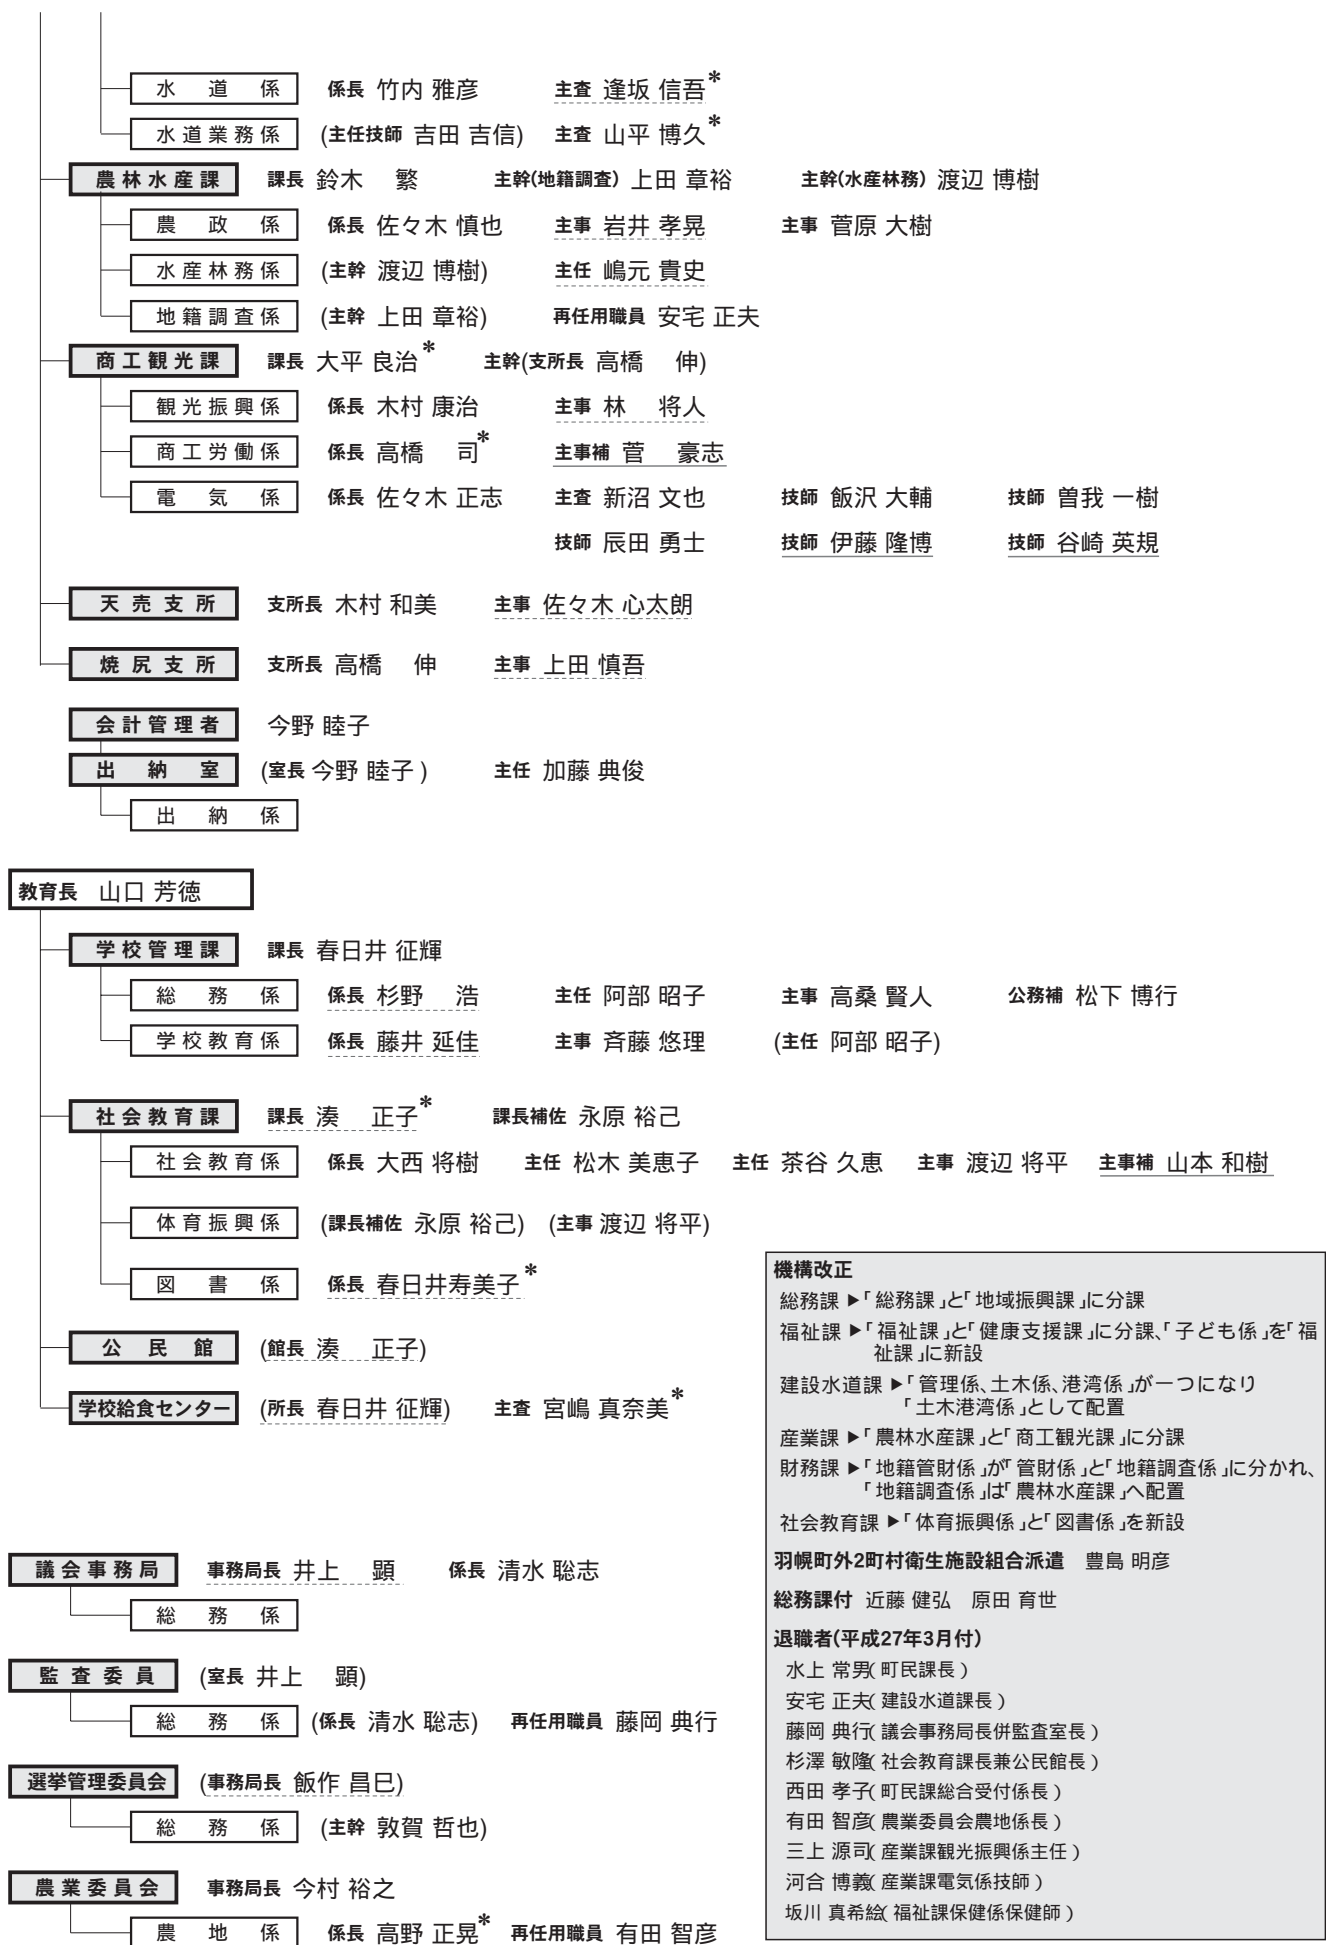 水道係 係長 竹内 雅彦 主査 逢坂 信吾*
水道業務係 (主任技師 吉田 吉信) 主査 山平 博久*
農林水産課 課長 鈴木 繁 主幹(地籍調査) 上田 章裕 主幹(水産林務) 渡辺 博樹
農政係 係長 佐々木 慎也 主事 岩井 孝晃 主事 菅原 大樹
水産林務係 (主幹 渡辺 博樹) 主任 嶋元 貴史
地籍調査係 (主幹 上田 章裕) 再任用職員 安宅 正夫
商工観光課 課長 大平 良治* 主幹(支所長 高橋 伸)
観光振興係 係長 木村 康治 主事 林 将人
商工労働係 係長 高橋 司* 主事補 菅 豪志
電気係 係長 佐々木 正志 主査 新沼 文也 技師 飯沢 大輔 技師 曽我 一樹
技師 辰田 勇士 技師 伊藤 隆博 技師 谷崎 英規
天売支所 支所長 木村 和美 主事 佐々木 心太朗
焼尻支所 支所長 高橋 伸 主事 上田 慎吾
会計管理者 今野 睦子
出納室 (室長 今野 睦子) 主任 加藤 典俊
出納係
教育長 山口 芳徳
学校管理課 課長 春日井 征輝
総務係 係長 杉野 浩 主任 阿部 昭子 主事 高桑 賢人 公務補 松下 博行
学校教育係 係長 藤井 延佳 主事 斉藤 悠理 (主任 阿部 昭子)
社会教育課 課長 湊 正子* 課長補佐 永原 裕己
社会教育係 係長 大西 将樹 主任 松木 美恵子 主任 茶谷 久恵 主事 渡辺 将平 主事補 山本 和樹
体育振興係 (課長補佐 永原 裕己) (主事 渡辺 将平)
図書係 係長 春日井寿美子*
公民館 (館長 湊 正子)
学校給食センター (所長 春日井 征輝) 主査 宮嶋 真奈美*
議会事務局 事務局長 井上 顕 係長 清水 聡志
総務係
監査委員 (室長 井上 顕)
総務係 (係長 清水 聡志) 再任用職員 藤岡 典行
選挙管理委員会 (事務局長 飯作 昌巳)
総務係 (主幹 敦賀 哲也)
農業委員会 事務局長 今村 裕之
農地係 係長 高野 正晃* 再任用職員 有田 智彦
機構改正
総務課▶「総務課」と「地域振興課」に分課
福祉課▶「福祉課」と「健康支援課」に分課、「子ども係」を「福
祉課」に新設
建設水道課▶「管理係、土木係、港湾係」が一つになり
「土木港湾係」として配置
産業課▶「農林水産課」と「商工観光課」に分課
財務課▶「地籍管財係」が「管財係」と「地籍調査係」に分かれ、
「地籍調査係」は「農林水産課」へ配置
社会教育課▶「体育振興係」と「図書係」を新設
羽幌町外2町村衛生施設組合派遣 豊島 明彦
総務課付 近藤 健弘 原田 育世
退職者(平成27年3月付)
水上 常男(町民課長)
安宅 正夫(建設水道課長)
藤岡 典行(議会事務局長併監査室長)
杉澤 敏隆(社会教育課長兼公民館長)
西田 孝子(町民課総合受付係長)
有田 智彦(農業委員会農地係長)
三上 源司(産業課観光振興係主任)
河合 博義(産業課電気係技師)
坂川 真希絵(福祉課保健係保健師)